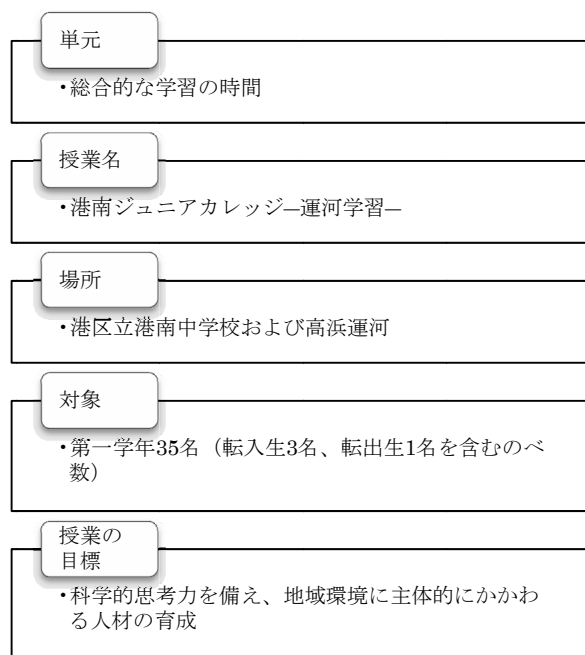 単元
・総合的な学習の時間
授業名
・港南ジュニアカレッジ―運河学習―
場所
・港区立港南中学校および高浜運河
対象
・第一学年35名（転入生3名、転出生1名を含むのべ
数）
授業の
目標
・科学的思考力を備え、地域環境に主体的にかかわ
る人材の育成